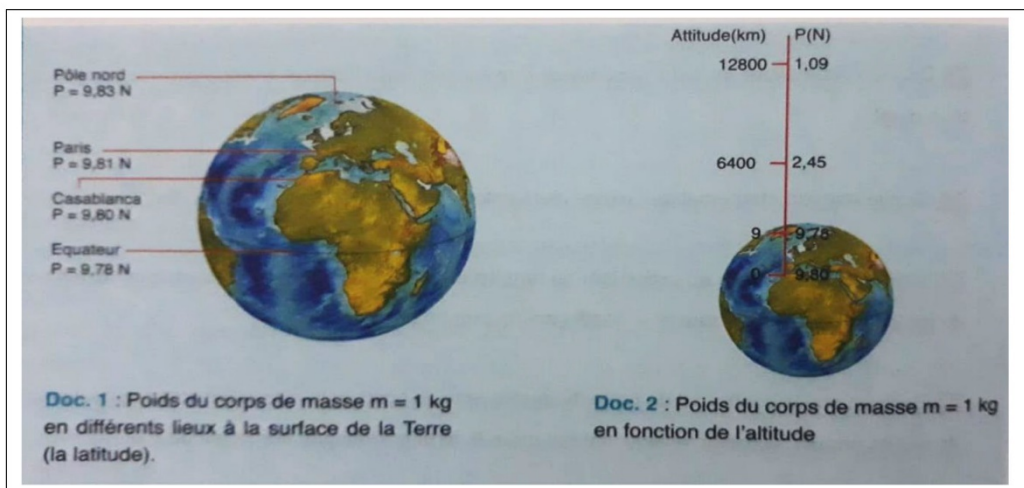 Pôle nord
P = 9,83 N
Paris
P = 9,81 N
Casablanca
P = 9,80 N
Equateur
P = 9,78 N
Attitude(km) P(N)
12800 1,09
6400 2,45
9 9,78
0 9,80
Doc. 1 : Poids du corps de masse m = 1 kg
en différents lieux à la surface de la Terre
(la latitude).
Doc. 2 : Poids du corps de masse m = 1 kg
en fonction de l'altitude